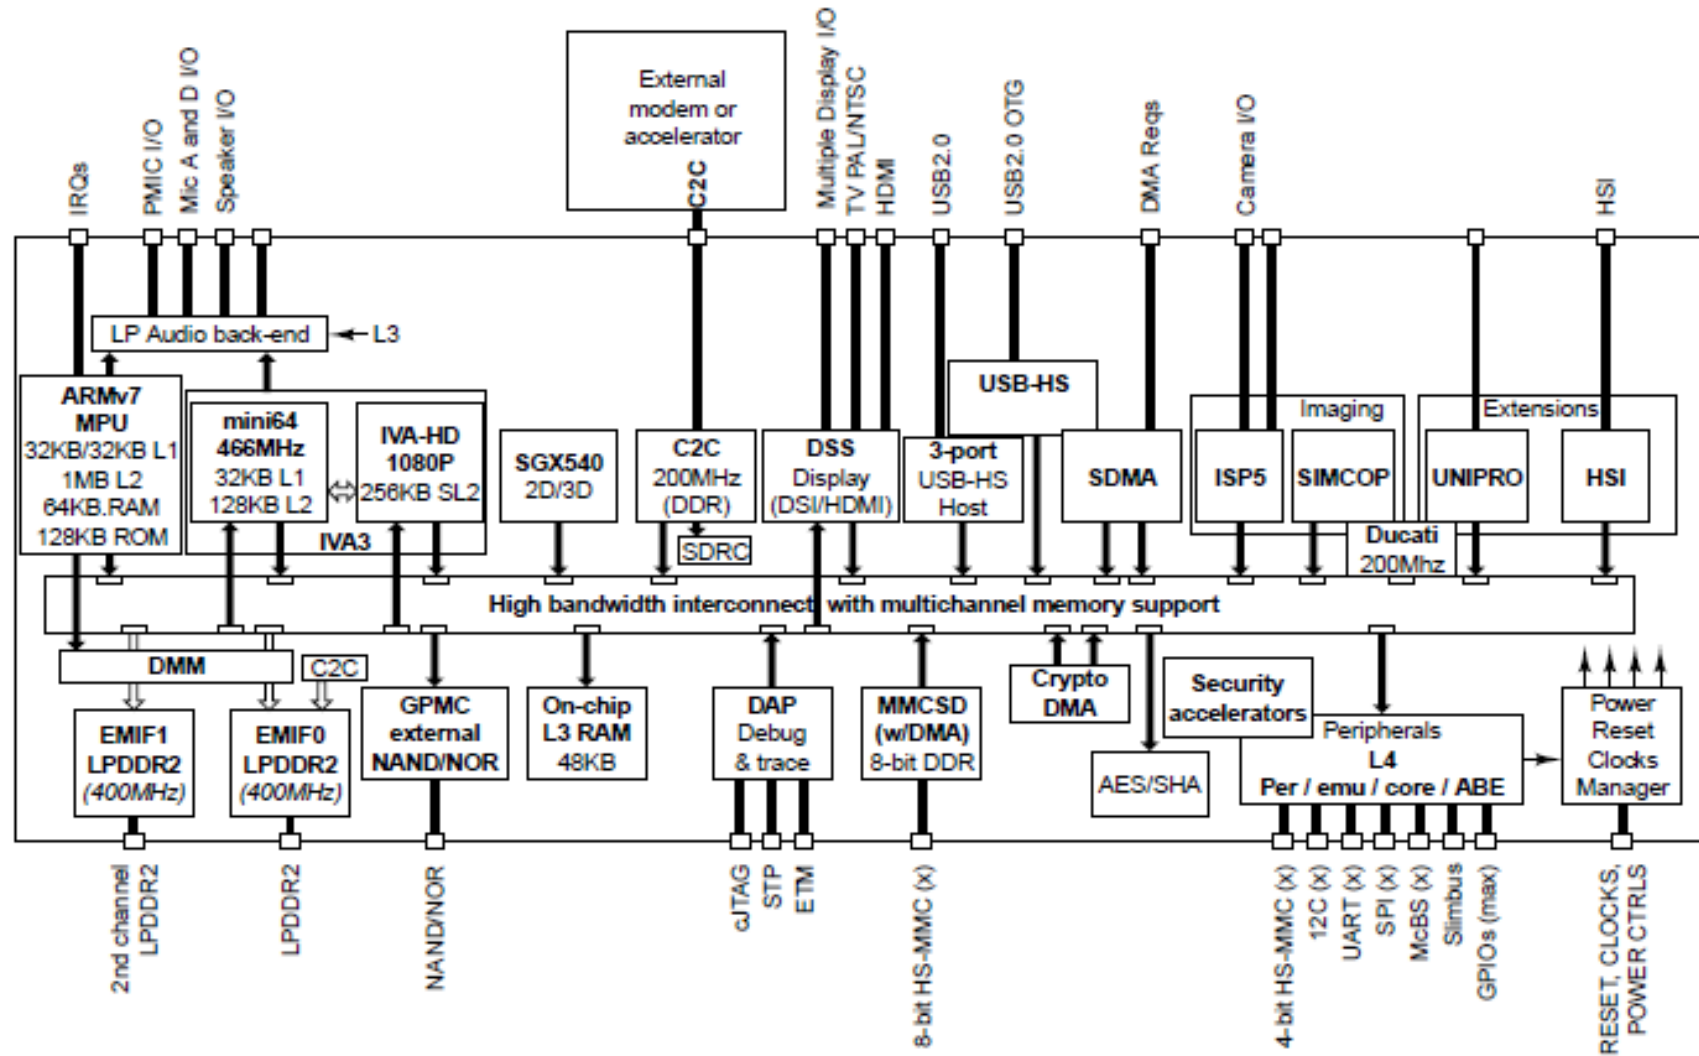 IRQs
PMIC I/O
Mic A and D I/O
Speaker I/O
External
modem or
accelerator
C2C
Multiple Display I/O
TV PAL/NTSC
HDMI
USB2.0
USB2.0 OTG
DMA Reqs
Camera I/O
HSI
LP Audio back-end
L3
ARMv7
MPU
32KB/32KB L1
1MB L2
64KB.RAM
128KB ROM
mini64
466MHz
32KB L1
128KB L2
IVA-HD
1080P
256KB SL2
IVA3
SGX540
2D/3D
C2C
200MHz
(DDR)
SDRC
DSS
Display
(DSI/HDMI)
3-port
USB-HS
Host
USB-HS
SDMA
Imaging
ISP5
SIMCOP
Extensions
UNIPRO
HSI
Ducati
200Mhz
High bandwidth interconnect, with multichannel memory support
DMM
C2C
EMIF1
LPDDR2
(400MHz)
EMIF0
LPDDR2
(400MHz)
GPMC
external
NAND/NOR
On-chip
L3 RAM
48KB
DAP
Debug
& trace
MMCSD
(w/DMA)
8-bit DDR
Crypto
DMA
AES/SHA
Security
accelerators
Peripherals
L4
Per / emu / core / ABE
Power
Reset
Clocks
Manager
2nd channel
LPDDR2
LPDDR2
NAND/NOR
cJTAG
STP
ETM
8-bit HS-MMC (x)
4-bit HS-MMC (x)
12C (x)
UART (x)
SPI (x)
McBS (x)
Slimbus
GPIOs (max)
RESET, CLOCKS,
POWER CTRLS